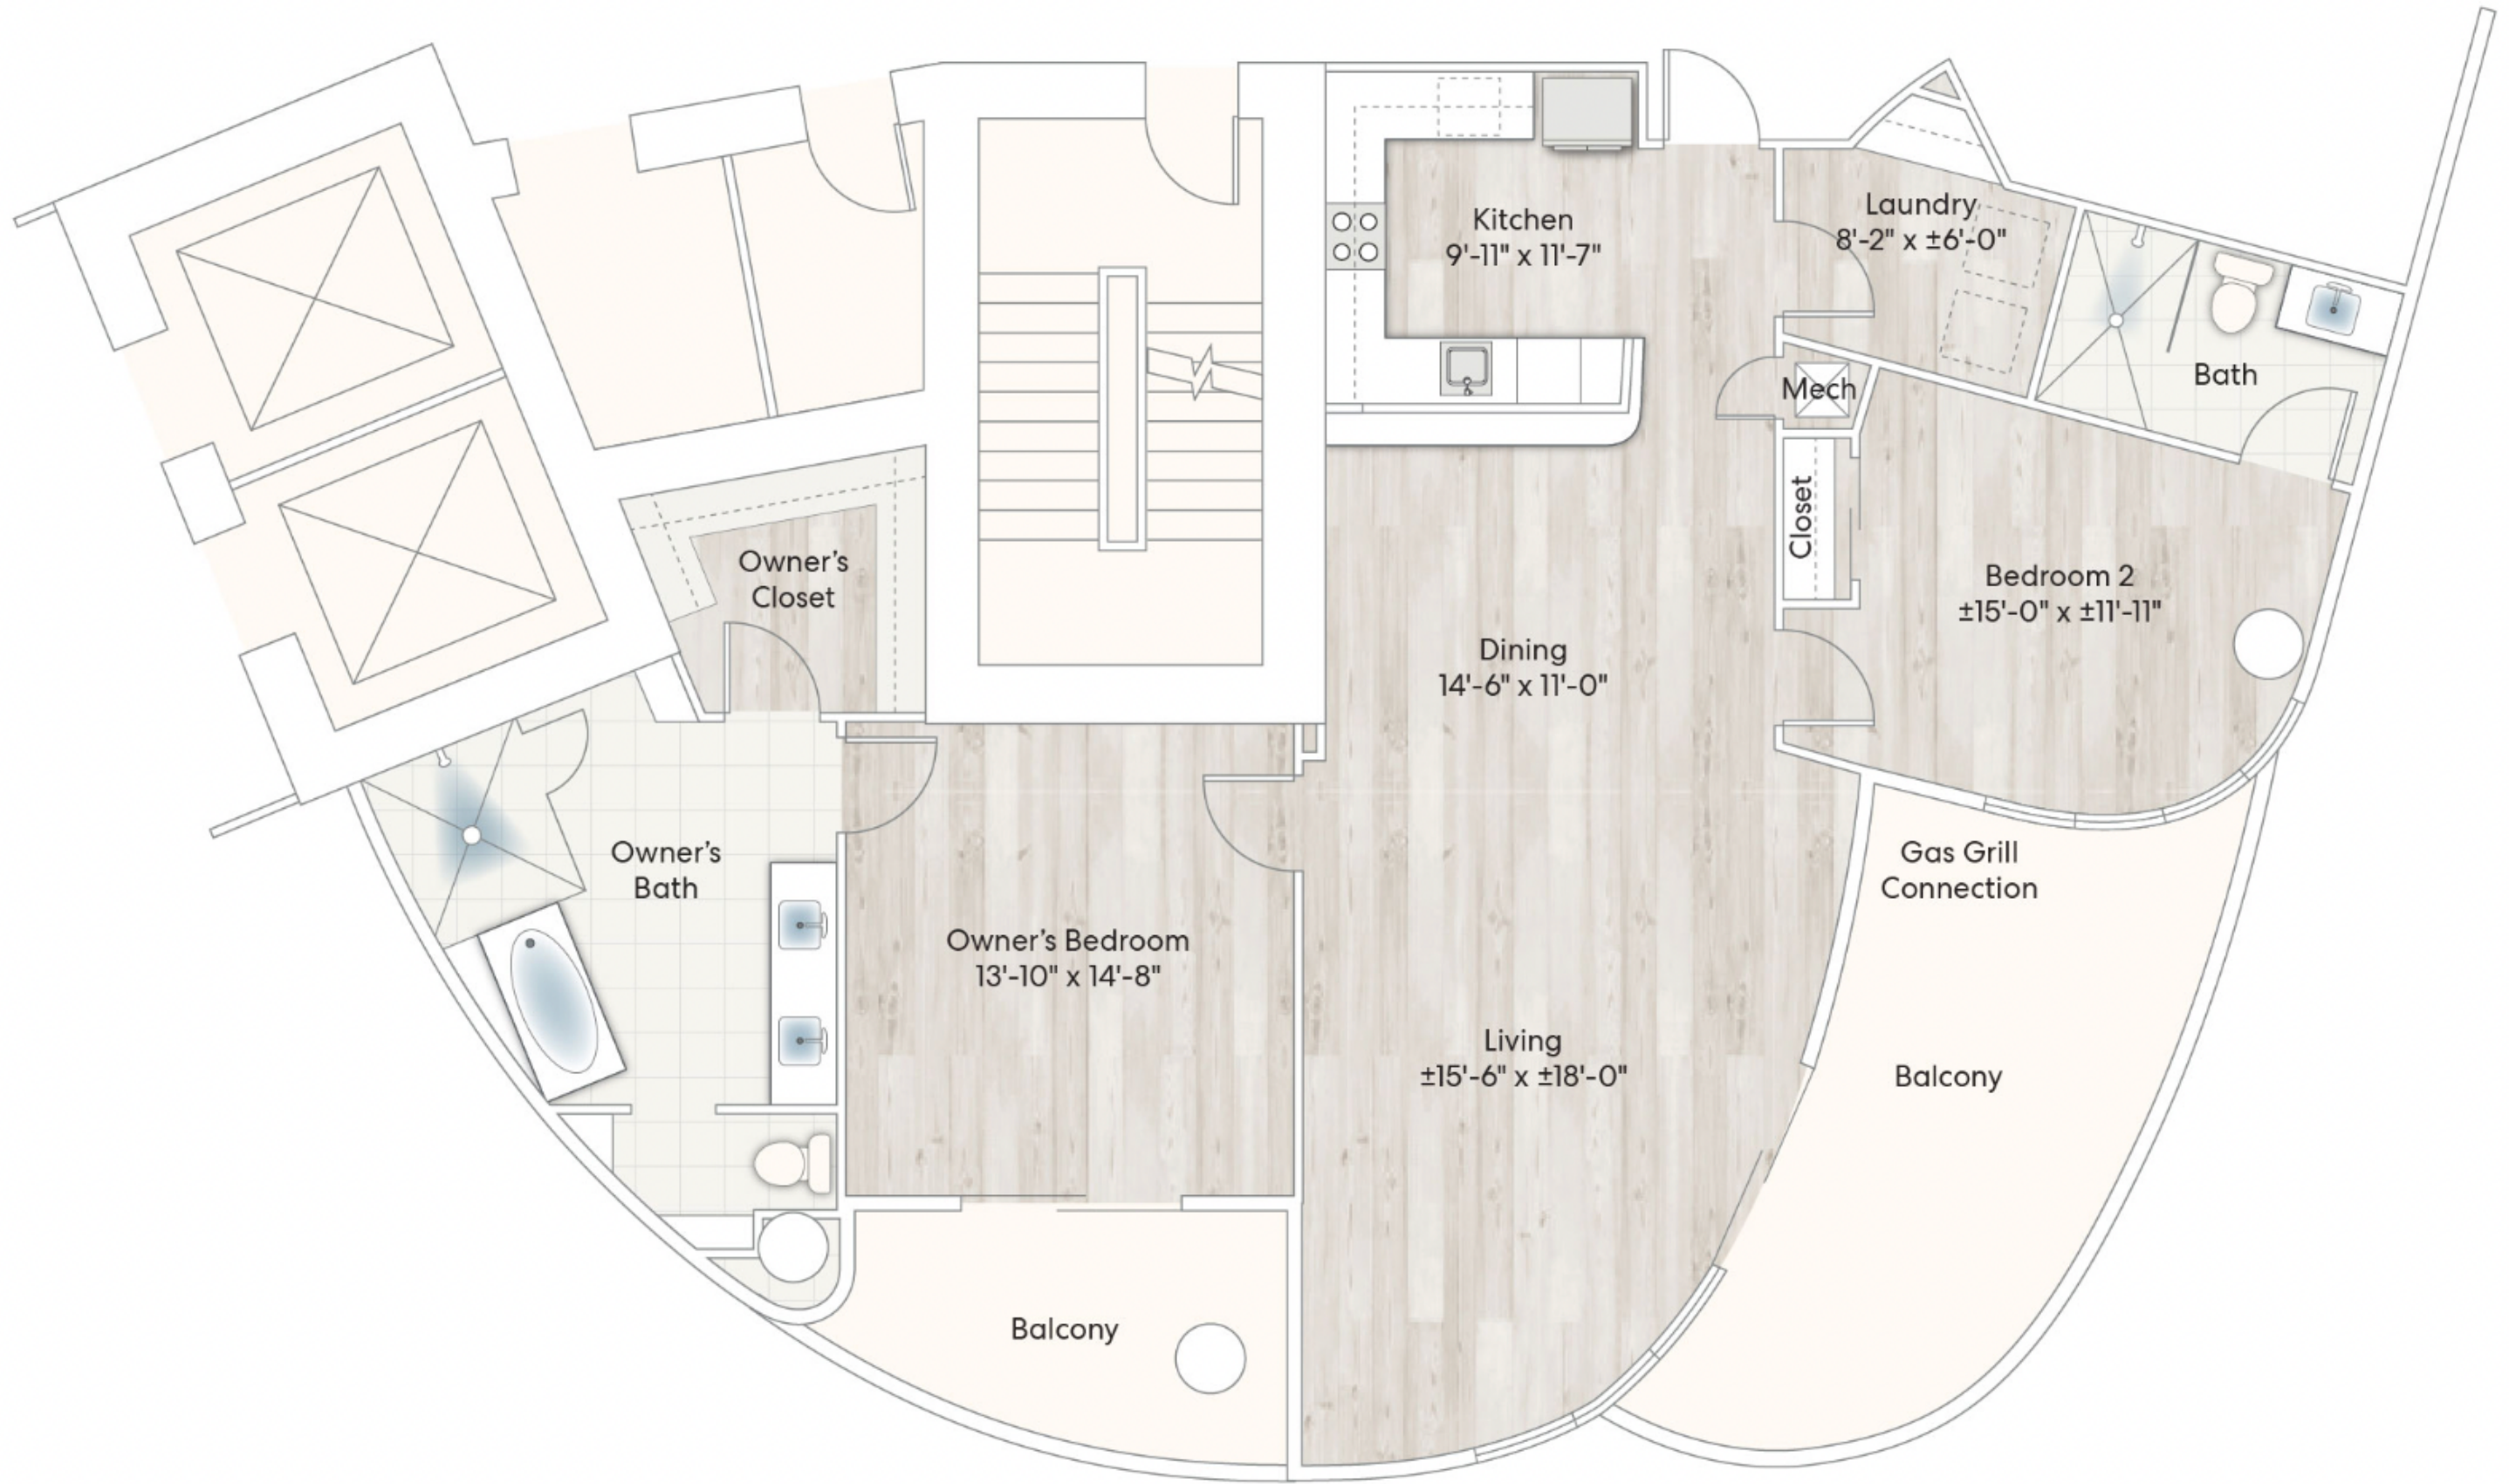 Kitchen
9'-11" x 11'-7"
Laundry
8'-2" x ±6'-0"
Bath
Mech
Closet
Owner's
Closet
Bedroom 2
±15'-0" x ±11'-11"
Dining
14'-6" x 11'-0"
Owner's
Bath
Gas Grill
Connection
Owner's Bedroom
13'-10" x 14'-8"
Living
±15'-6" x ±18'-0"
Balcony
Balcony